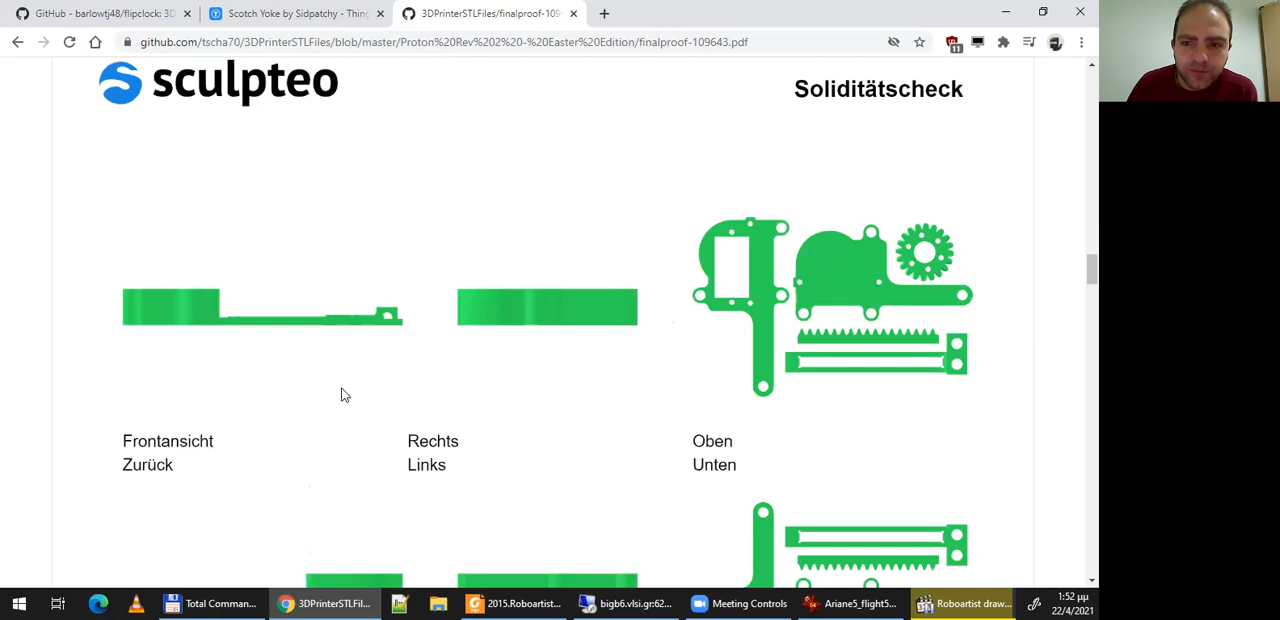 GitHub - barlowtj48/flipclock: 3D
Scotch Yoke by Sidpatchy - Thing
3DPrinterSTLFiles/finalproof-109
github.com/tscha70/3DPrinterSTLFiles/blob/master/Proton%20Rev%202%20-%20Easter%20Edition/finalproof-109643.pdf
11
sculpteo
Soliditätscheck
Frontansicht
Rechts
Oben
Zurück
Links
Unten
Total Comman...
3DPrinterSTLFil...
2015.Roboartist...
bigb6.vlsi.gr:62...
Meeting Controls
Ariane5_flight5...
Roboartist draw...
1:52 μμ
22/4/2021